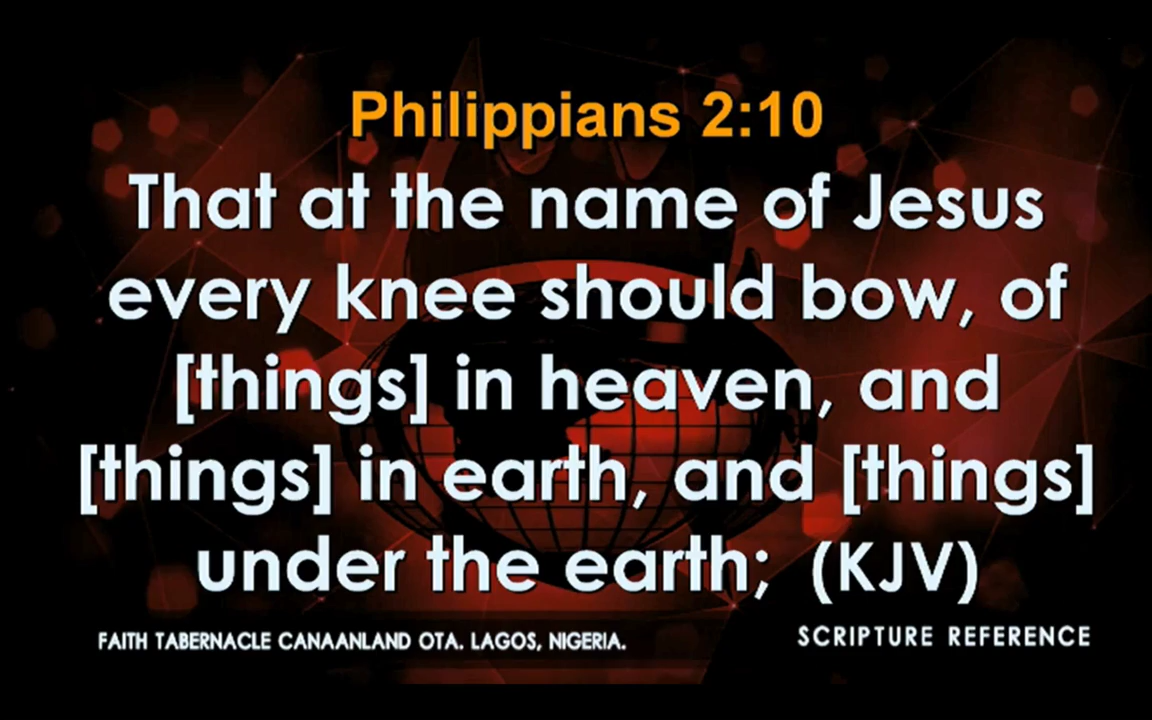 Philippians 2:10
That at the name of Jesus
every knee should bow, of
[things] in heaven, and
[things] in earth, and [things]
under the earth; (KJV)
FAITH TABERNACLE CANAANLAND OTA. LAGOS, NIGERIA.
SCRIPTURE REFERENCE